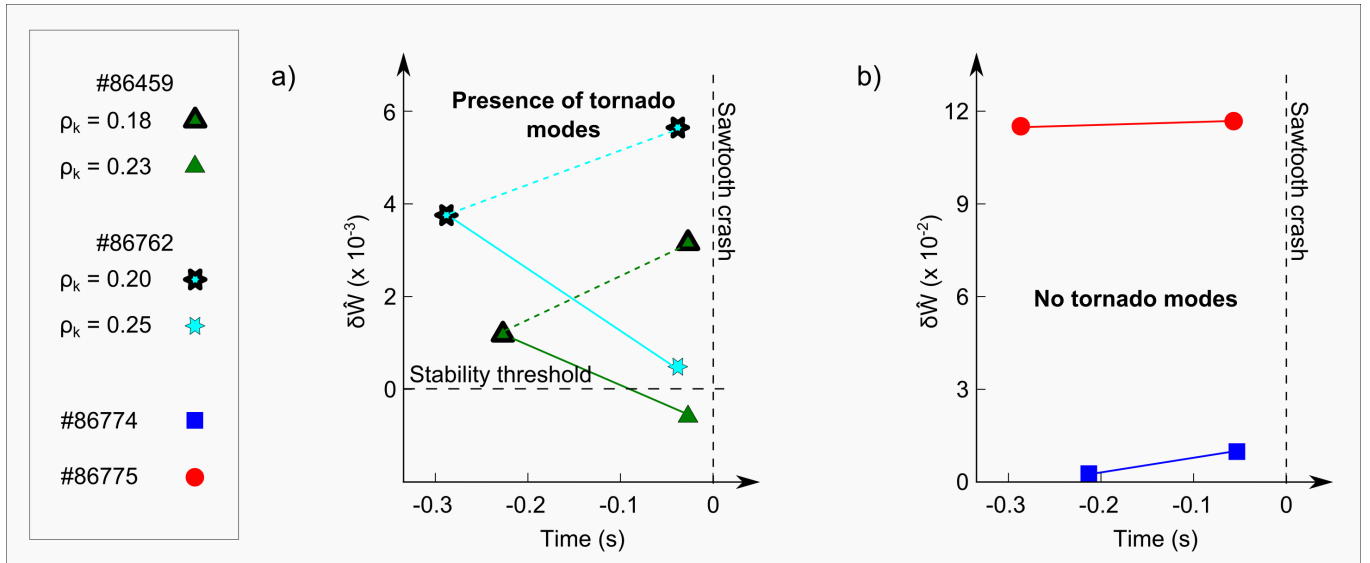 #86459
ρk = 0.18
ρk = 0.23
#86762
ρk = 0.20
ρk = 0.25
#86774
#86775
a)
Presence of tornado
modes
Sawtooth crash
δŴ (x 10-3)
6
4
2
0
Stability threshold
-0.3
-0.2
-0.1
0
Time (s)
b)
No tornado modes
Sawtooth crash
δŴ (x 10-2)
12
9
6
3
0
-0.3
-0.2
-0.1
0
Time (s)